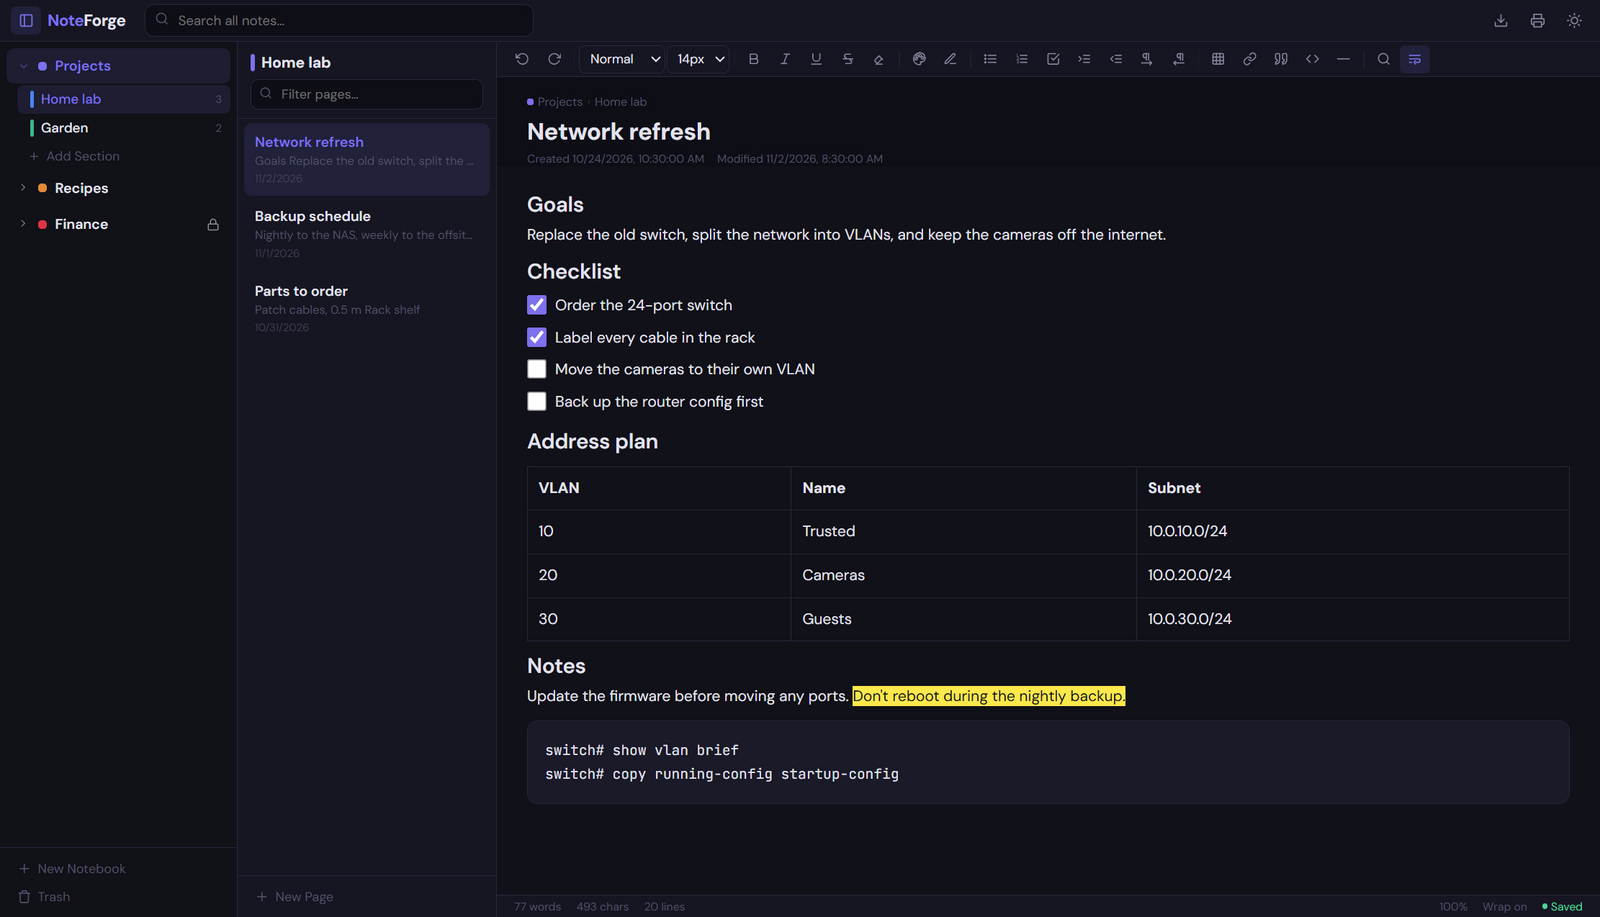 NoteForge
Search all notes...
Projects
Home lab 3
Garden 2
+ Add Section
Recipes
Finance
+ New Notebook
Trash
Home lab
Filter pages...
Network refresh
Goals Replace the old switch, split the ...
11/2/2026
Backup schedule
Nightly to the NAS, weekly to the offsit...
11/1/2026
Parts to order
Patch cables, 0.5 m Rack shelf
10/31/2026
+ New Page
Normal 14px B I U S
Projects › Home lab
Network refresh
Created 10/24/2026, 10:30:00 AM Modified 11/2/2026, 8:30:00 AM
Goals
Replace the old switch, split the network into VLANs, and keep the cameras off the internet.
Checklist
Order the 24-port switch
Label every cable in the rack
Move the cameras to their own VLAN
Back up the router config first
Address plan
VLAN Name Subnet
10 Trusted 10.0.10.0/24
20 Cameras 10.0.20.0/24
30 Guests 10.0.30.0/24
Notes
Update the firmware before moving any ports. Don't reboot during the nightly backup.
switch# show vlan brief
switch# copy running-config startup-config
77 words 493 chars 20 lines
100% Wrap on Saved